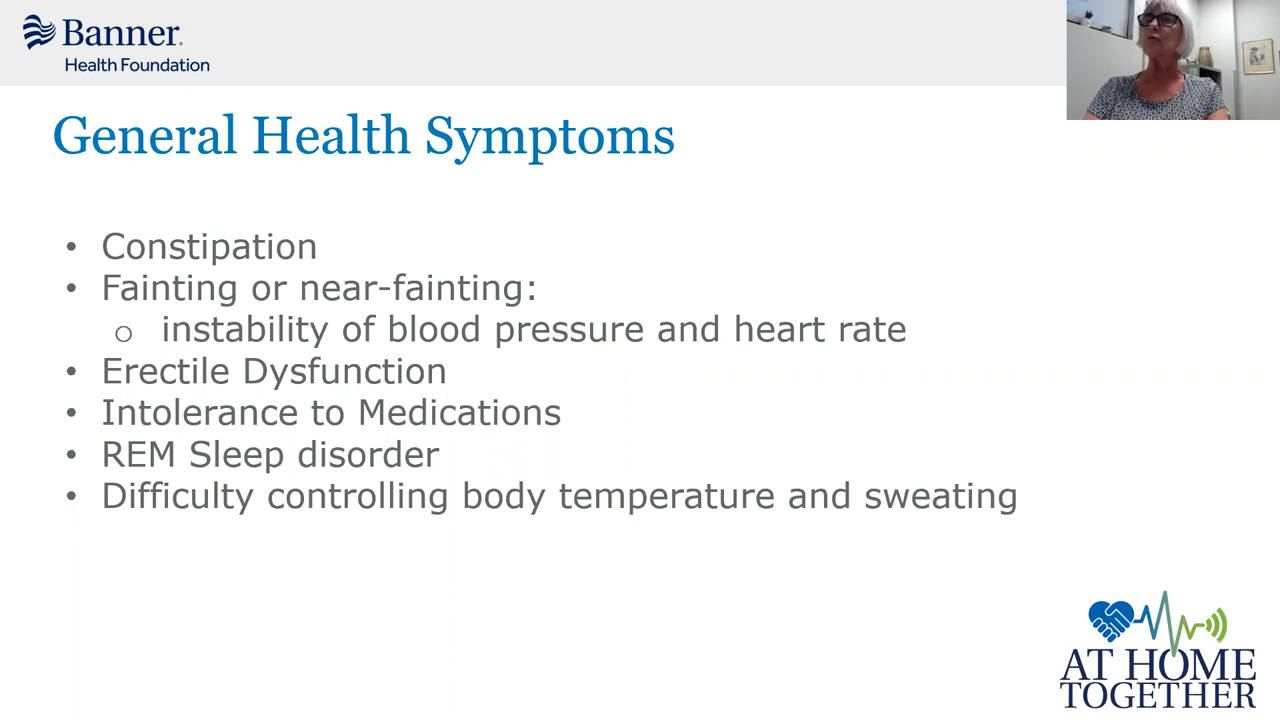 Banner
Health Foundation
General Health Symptoms
• Constipation
• Fainting or near-fainting:
o instability of blood pressure and heart rate
• Erectile Dysfunction
• Intolerance to Medications
• REM Sleep disorder
• Difficulty controlling body temperature and sweating
AT HOME
TOGETHER